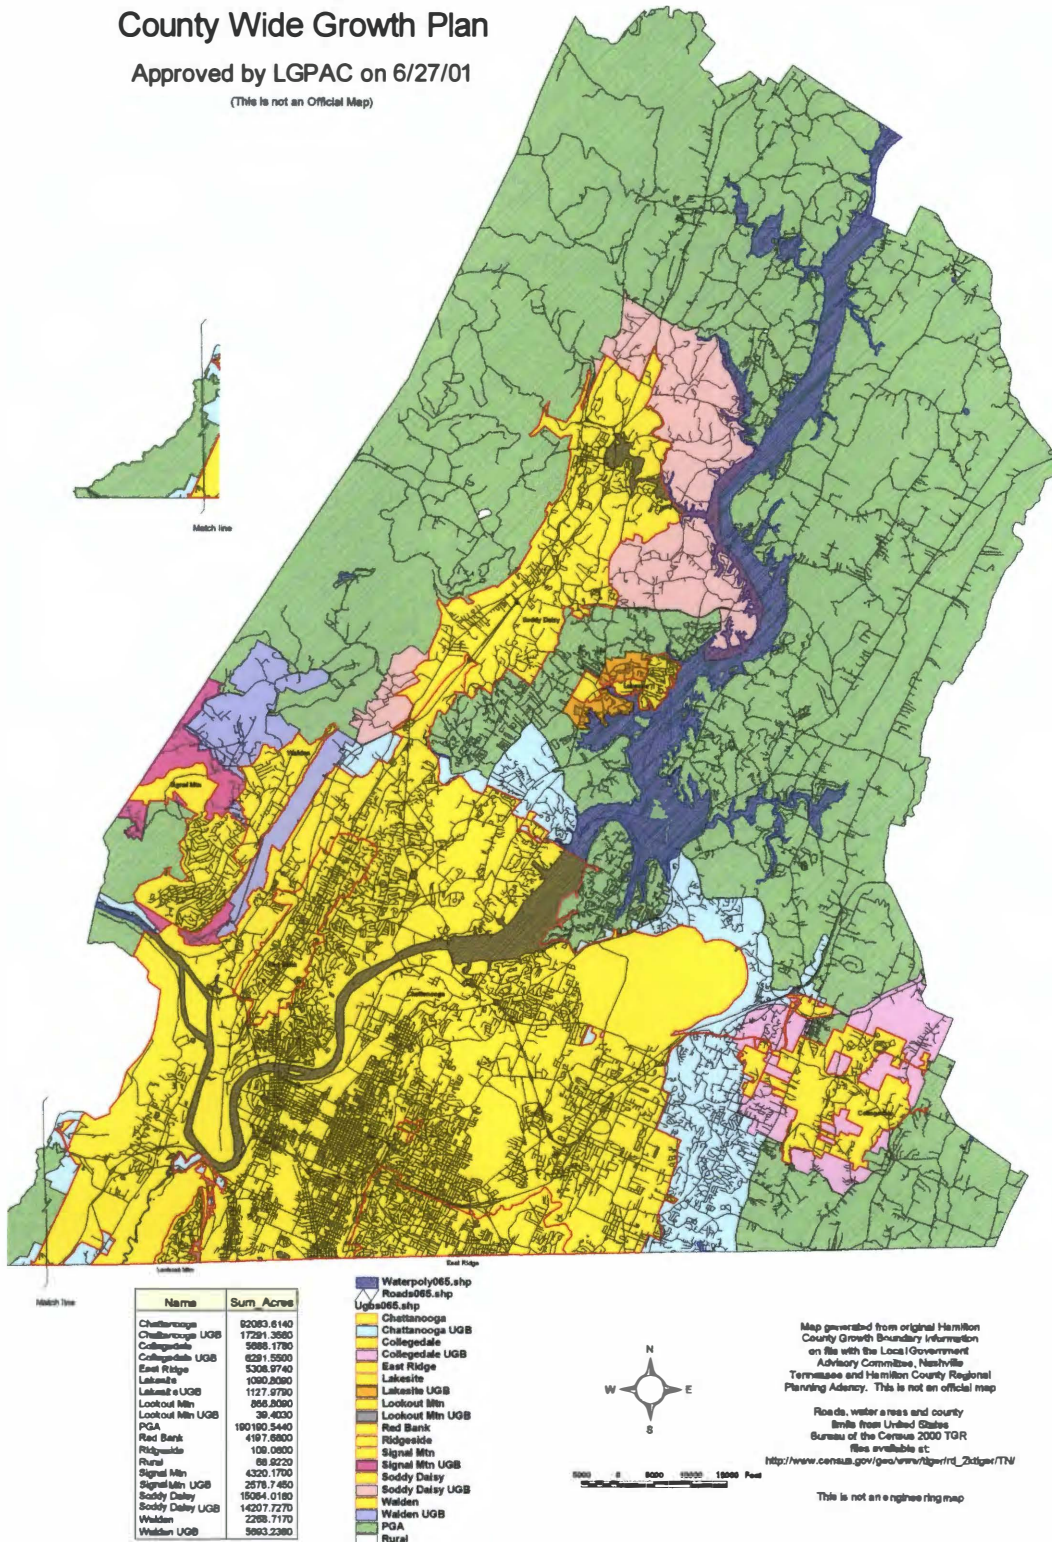 County Wide Growth Plan
Approved by LGPAC on 6/27/01
(This is not an Official Map)
Match line
Soddy Daisy
Walden
Signal Mtn
Chattanooga
Lookout Mtn
East Ridge
Match line
Name Sum_Acres
Chattanooga 92083.6140
Chattanooga UGB 17291.3580
Collegedale 5688.1780
Collegedale UGB 6291.5500
East Ridge 5308.9740
Lakesite 1090.8090
Lakesite UGB 1127.9790
Lookout Mtn 868.8090
Lookout Mtn UGB 39.4030
PGA 190190.5440
Red Bank 4197.6800
Ridgeside 109.0800
Rural 68.9220
Signal Mtn 4320.1700
Signal Mtn UGB 2578.7450
Soddy Daisy 15084.0180
Soddy Daisy UGB 14207.7270
Walden 2268.7170
Walden UGB 5693.2380
Waterpoly065.shp
Roads065.shp
Ugbs065.shp
Chattanooga
Chattanooga UGB
Collegedale
Collegedale UGB
East Ridge
Lakesite
Lakesite UGB
Lookout Mtn
Lookout Mtn UGB
Red Bank
Ridgeside
Signal Mtn
Signal Mtn UGB
Soddy Daisy
Soddy Daisy UGB
Walden
Walden UGB
PGA
Rural
N
W E
S
5000 0 5000 10000 15000 Feet
Map generated from original Hamilton
County Growth Boundary Information
on file with the Local Government
Advisory Committee, Nashville
Tennessee and Hamilton County Regional
Planning Agency. This is not an official map
Roads, water areas and county
limits from United States
Bureau of the Census 2000 TGR
files available at:
This is not an engineering map